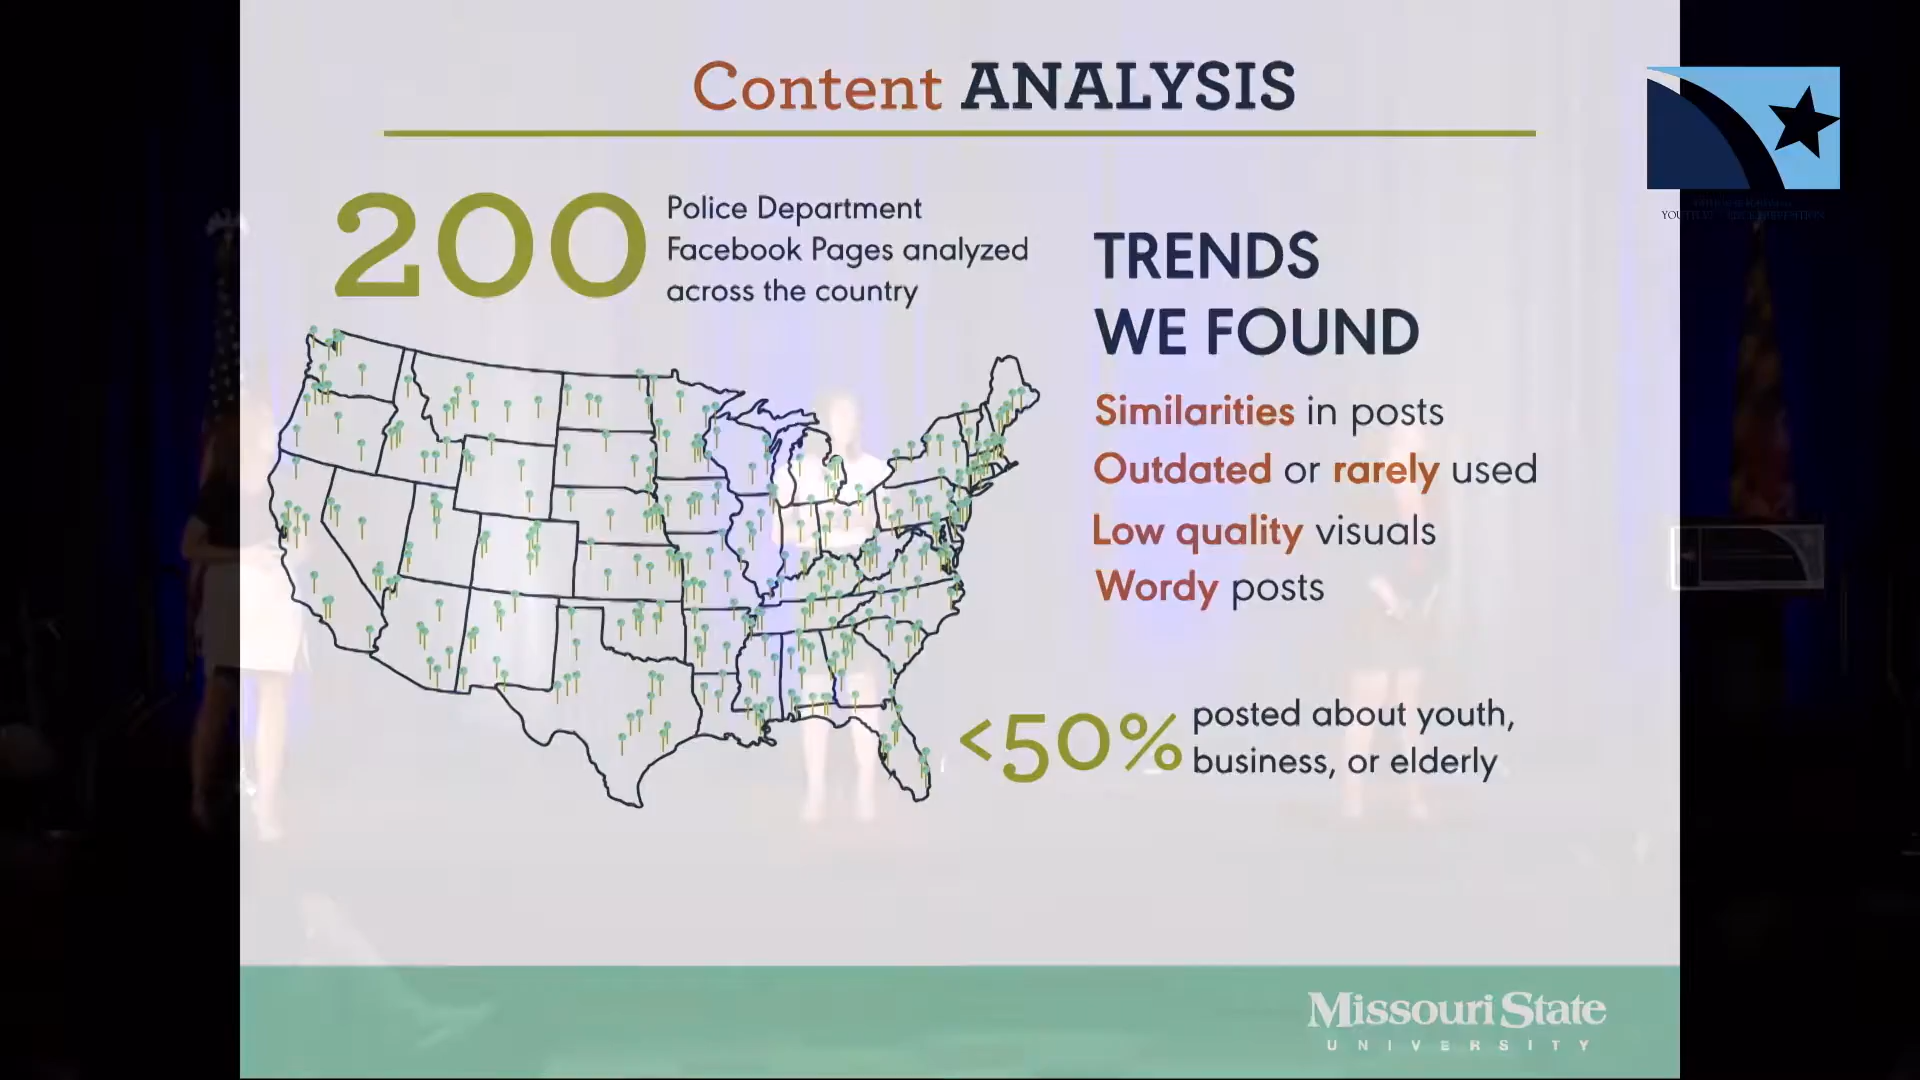 Content ANALYSIS
200
Police Department
Facebook Pages analyzed
across the country
TRENDS
WE FOUND
Similarities in posts
Outdated or rarely used
Low quality visuals
Wordy posts
<50%
posted about youth,
business, or elderly
Missouri State
UNIVERSITY